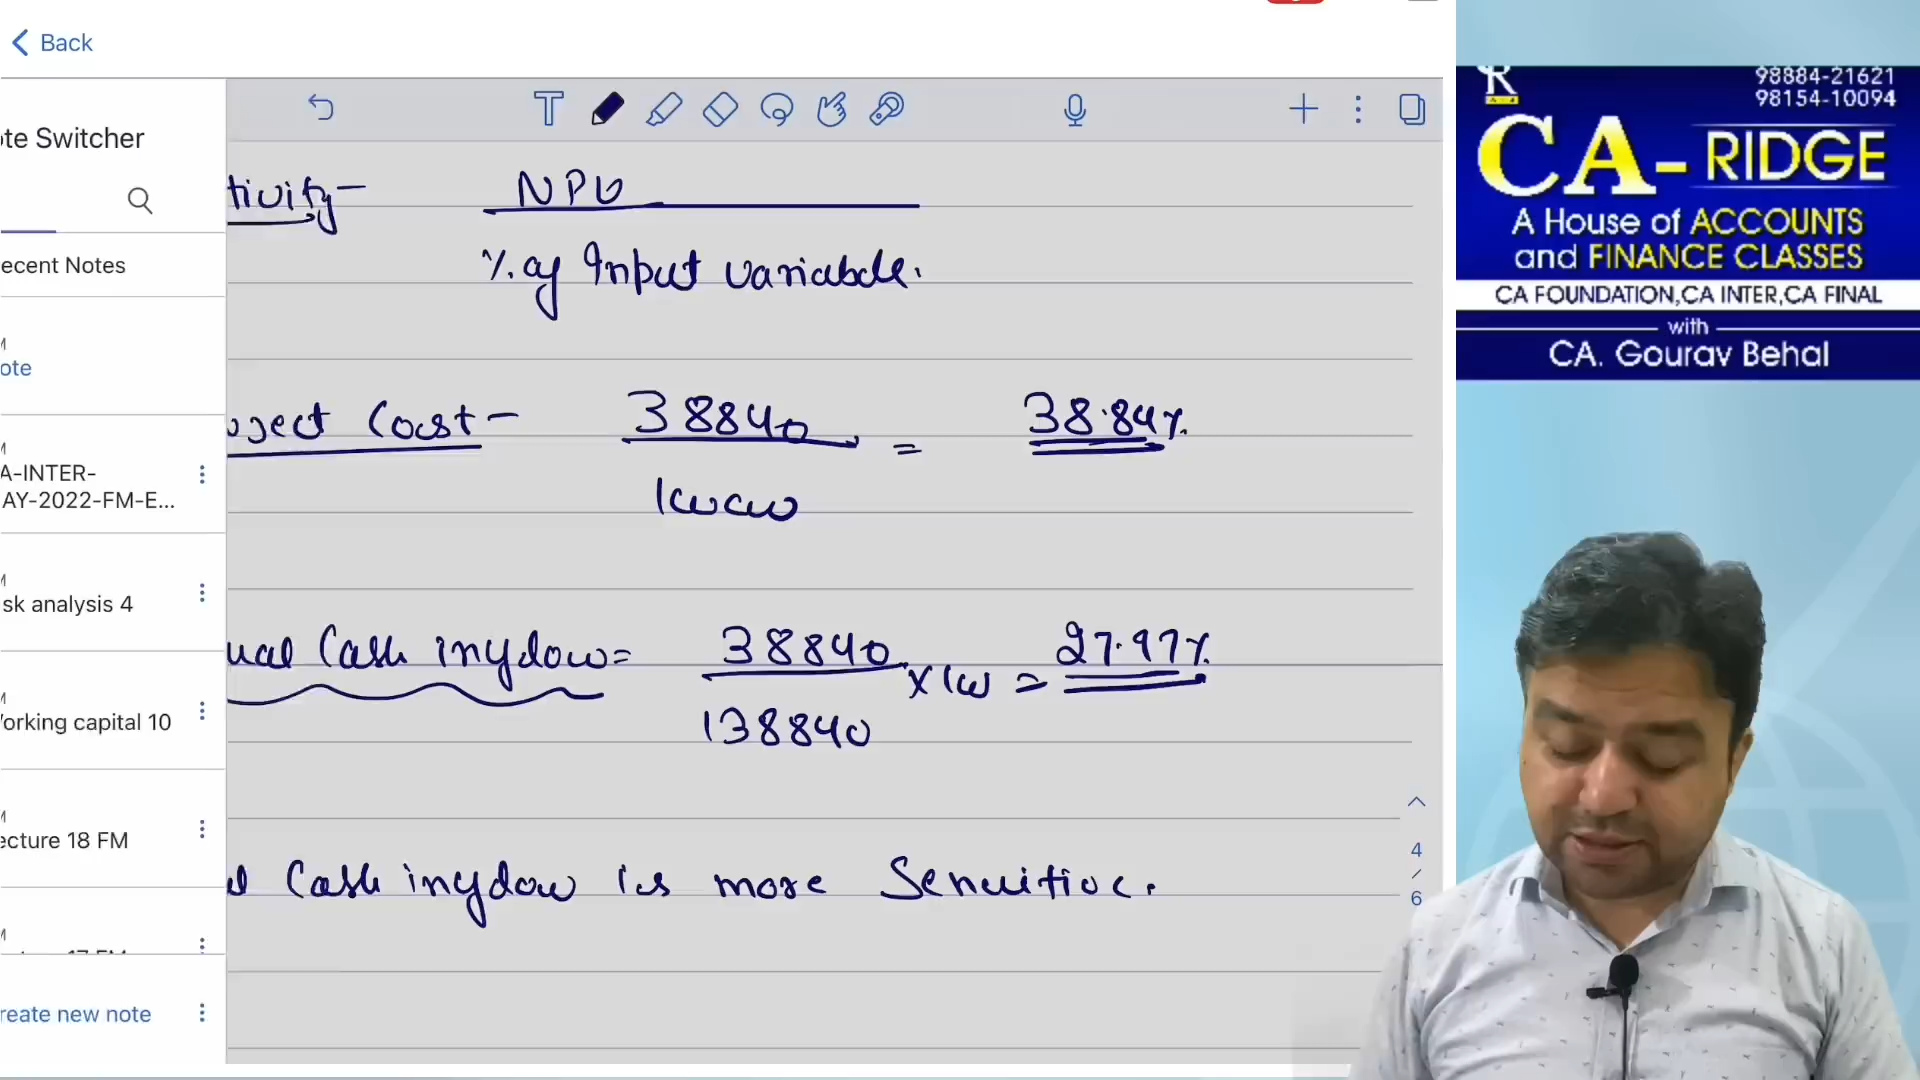 Back
te Switcher
ecent Notes
ote
A-INTER-
AY-2022-FM-E...
sk analysis 4
orking capital 10
ecture 18 FM
reate new note
tivity-
NPV
%. of Input variable.
oject Cost-
38840
=
38.84%.
100000
ual Cash inflow=
38840
138840
x100 = 27.97%.
l Cash inflow is more Sensitive.
4
/
6
R
98884-21621
98154-10094
CA-RIDGE
A House of ACCOUNTS
and FINANCE CLASSES
CA FOUNDATION,CA INTER,CA FINAL
with
CA. Gourav Behal